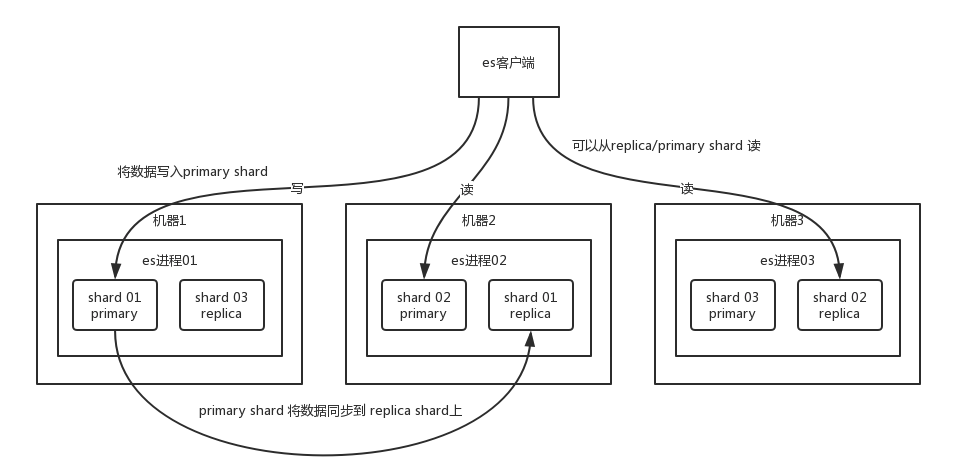 es客户端
可以从replica/primary shard 读
将数据写入primary shard
写
读
读
机器1
机器2
机器3
es进程01
es进程02
es进程03
shard 01
primary
shard 03
replica
shard 02
primary
shard 01
replica
shard 03
primary
shard 02
replica
primary shard 将数据同步到 replica shard上